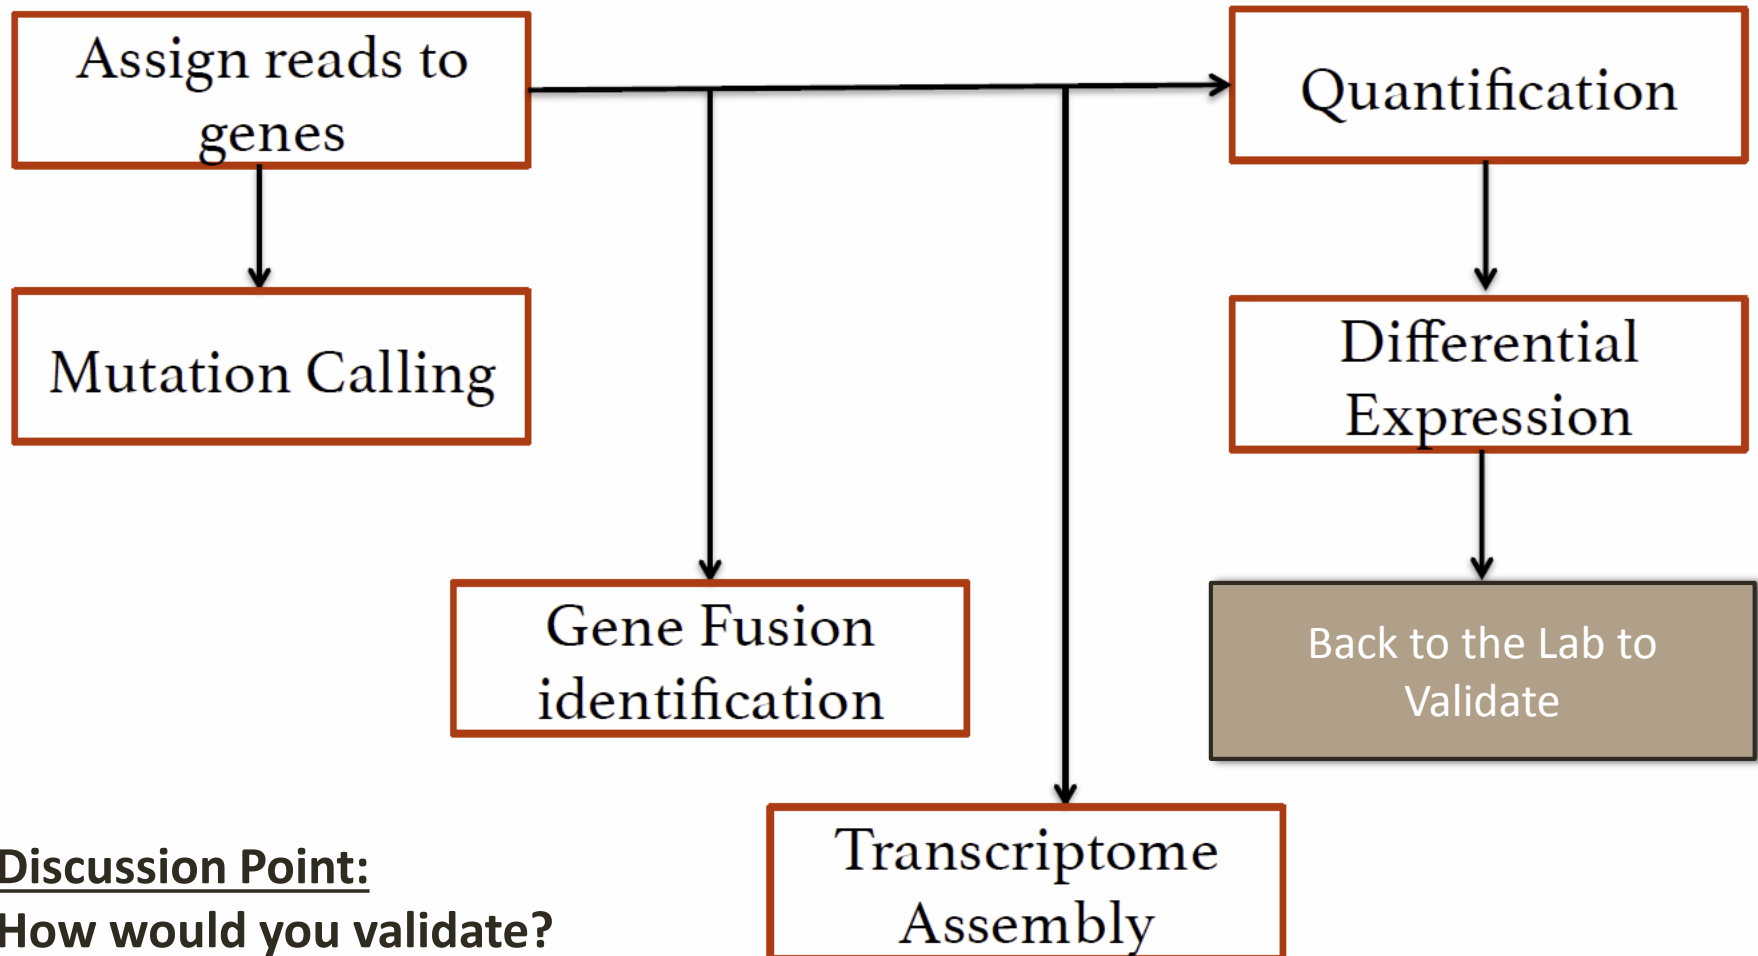 Assign reads to
genes
Quantification
Mutation Calling
Differential
Expression
Gene Fusion
identification
Back to the Lab to
Validate
Transcriptome
Assembly
Discussion Point:
How would you validate?